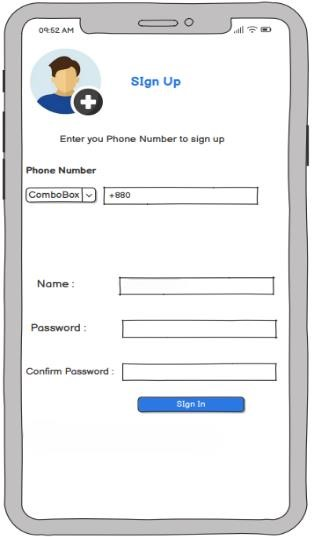 09:52 AM
SIgn Up
Enter you Phone Number to sign up
Phone Number
ComboBox +880
Name :
Password :
Confirm Password :
SIgn In